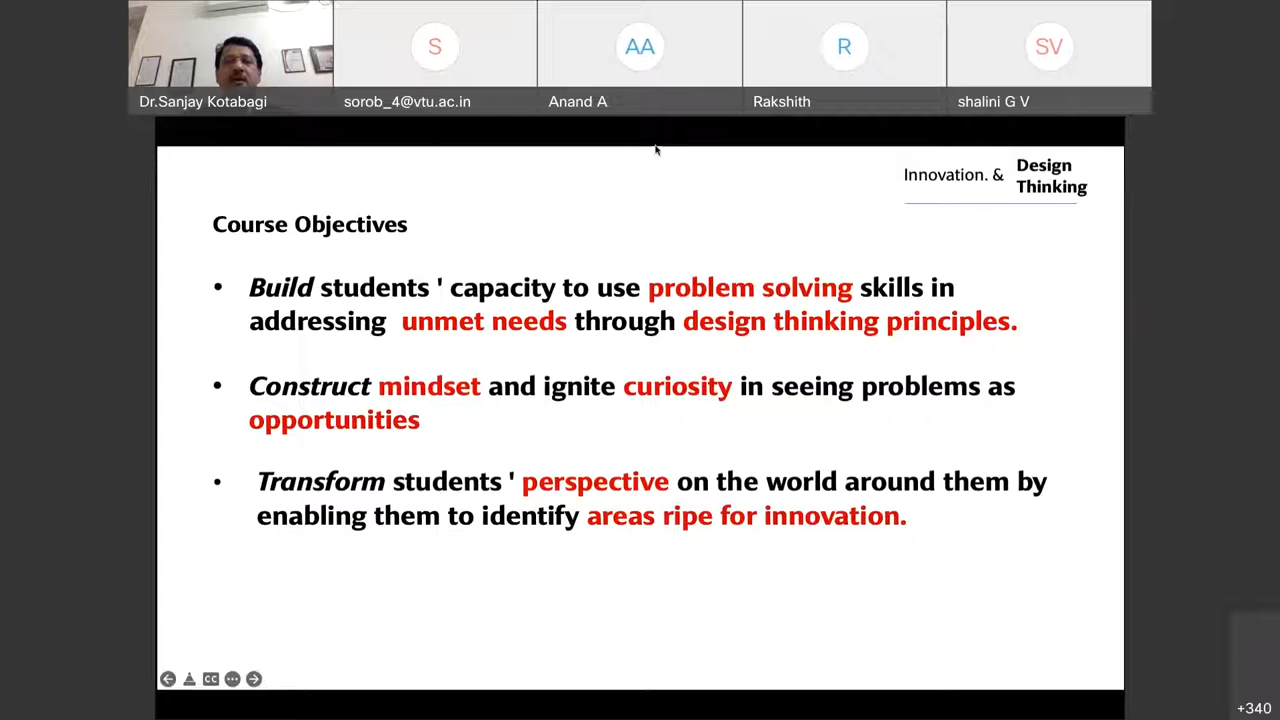 S
AA
R
SV
Dr.Sanjay Kotabagi
sorob_4@vtu.ac.in
Anand A
Rakshith
shalini G V
Innovation. & Design
Thinking
Course Objectives
• Build students ' capacity to use problem solving skills in
addressing unmet needs through design thinking principles.
• Construct mindset and ignite curiosity in seeing problems as
opportunities
• Transform students ' perspective on the world around them by
enabling them to identify areas ripe for innovation.
CC
+340